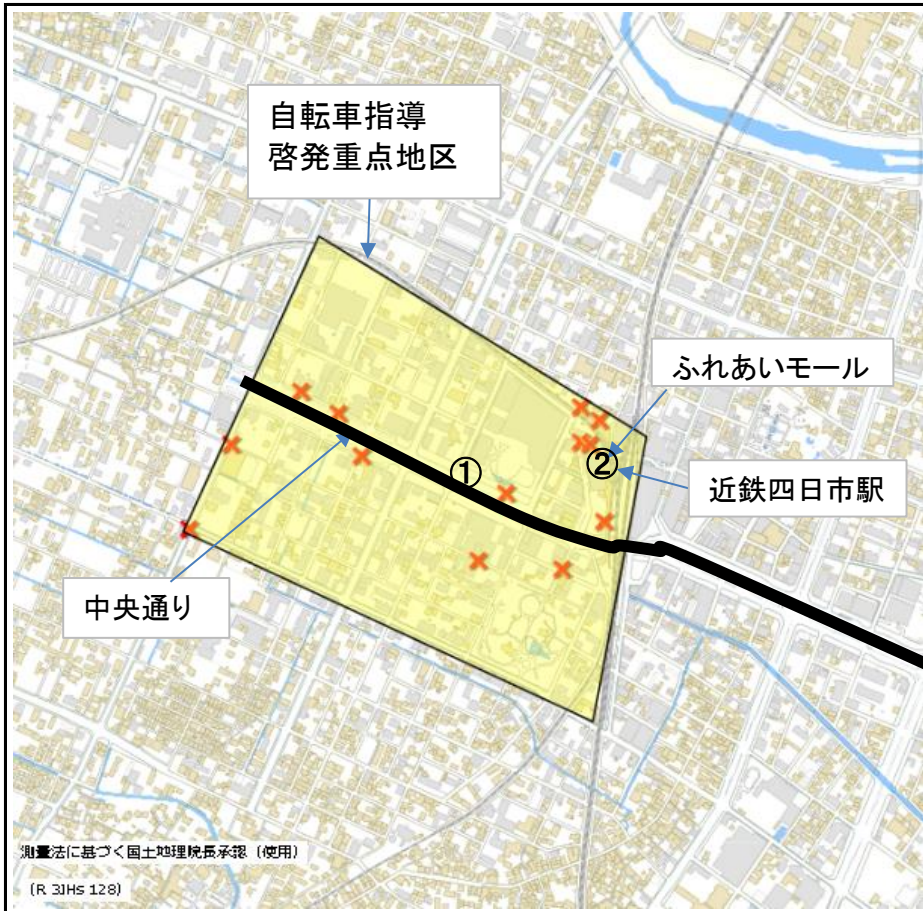 自転車指導
啓発重点地区
ふれあいモール
①
②
近鉄四日市駅
中央通り
測量法に基づく国土地理院長承認（使用）
(R 3JHs 128)